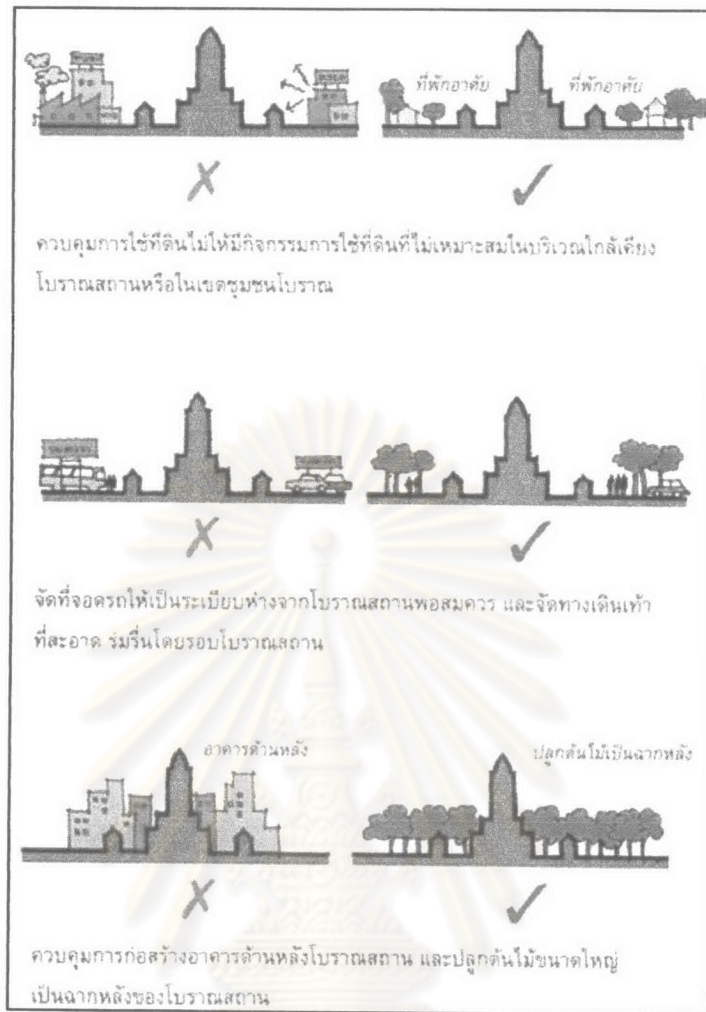 ที่พักอาศัย ที่พักอาศัย
ควบคุมการใช้ที่ดินไม่ให้มีกิจกรรมการใช้ที่ดินที่ไม่เหมาะสมในบริเวณใกล้เคียง
โบราณสถานหรือในเขตชุมชนโบราณ
จัดที่จอดรถให้เป็นระเบียบห่างจากโบราณสถานพอสมควร และจัดทางเดินเท้า
ที่สะอาด ร่มรื่นโดยรอบโบราณสถาน
อาคารด้านหลัง ปลูกต้นไม้เป็นฉากหลัง
ควบคุมการก่อสร้างอาคารด้านหลังโบราณสถาน และปลูกต้นไม้ขนาดใหญ่
เป็นฉากหลังของโบราณสถาน